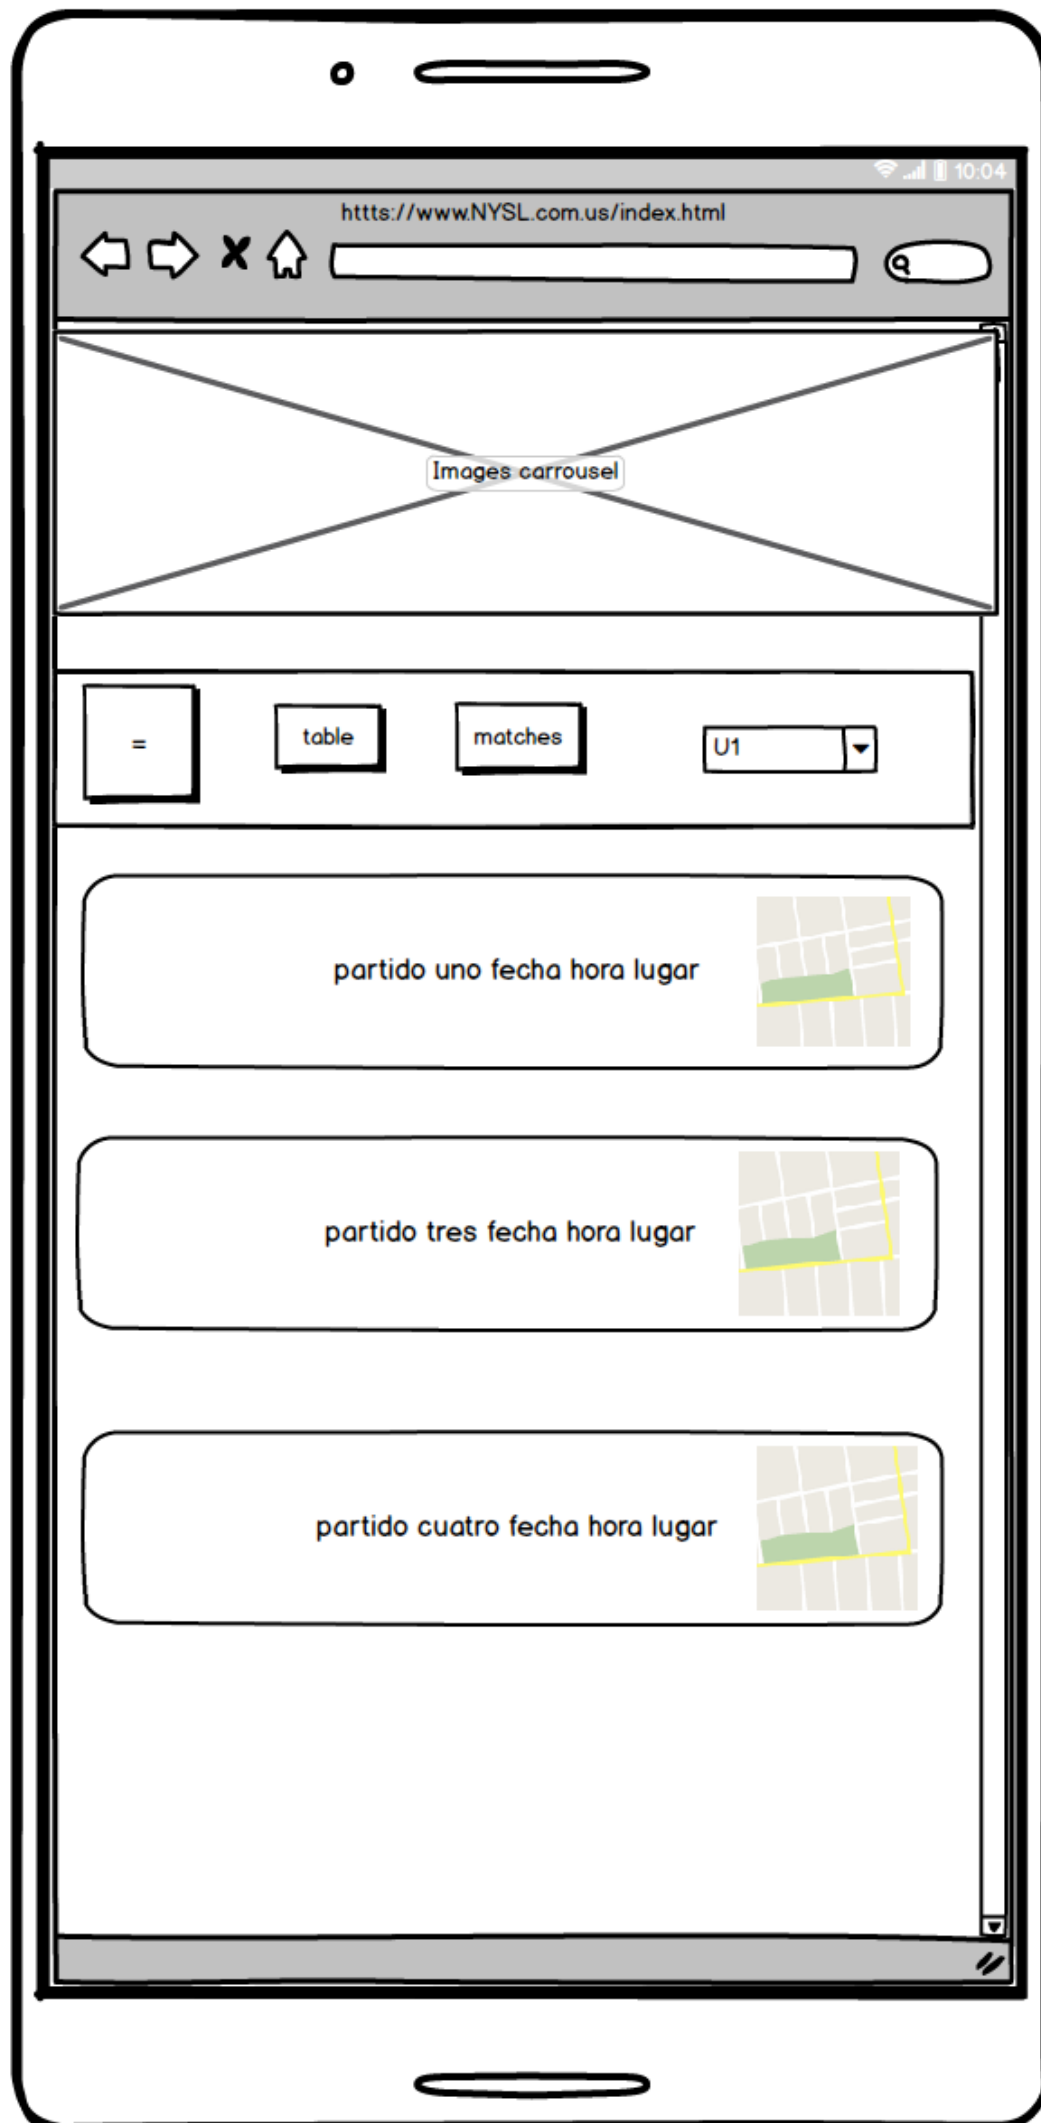 10:04
httts://www.NYSL.com.us/index.html
Images carrousel
=
table
matches
U1
partido uno fecha hora lugar
partido tres fecha hora lugar
partido cuatro fecha hora lugar